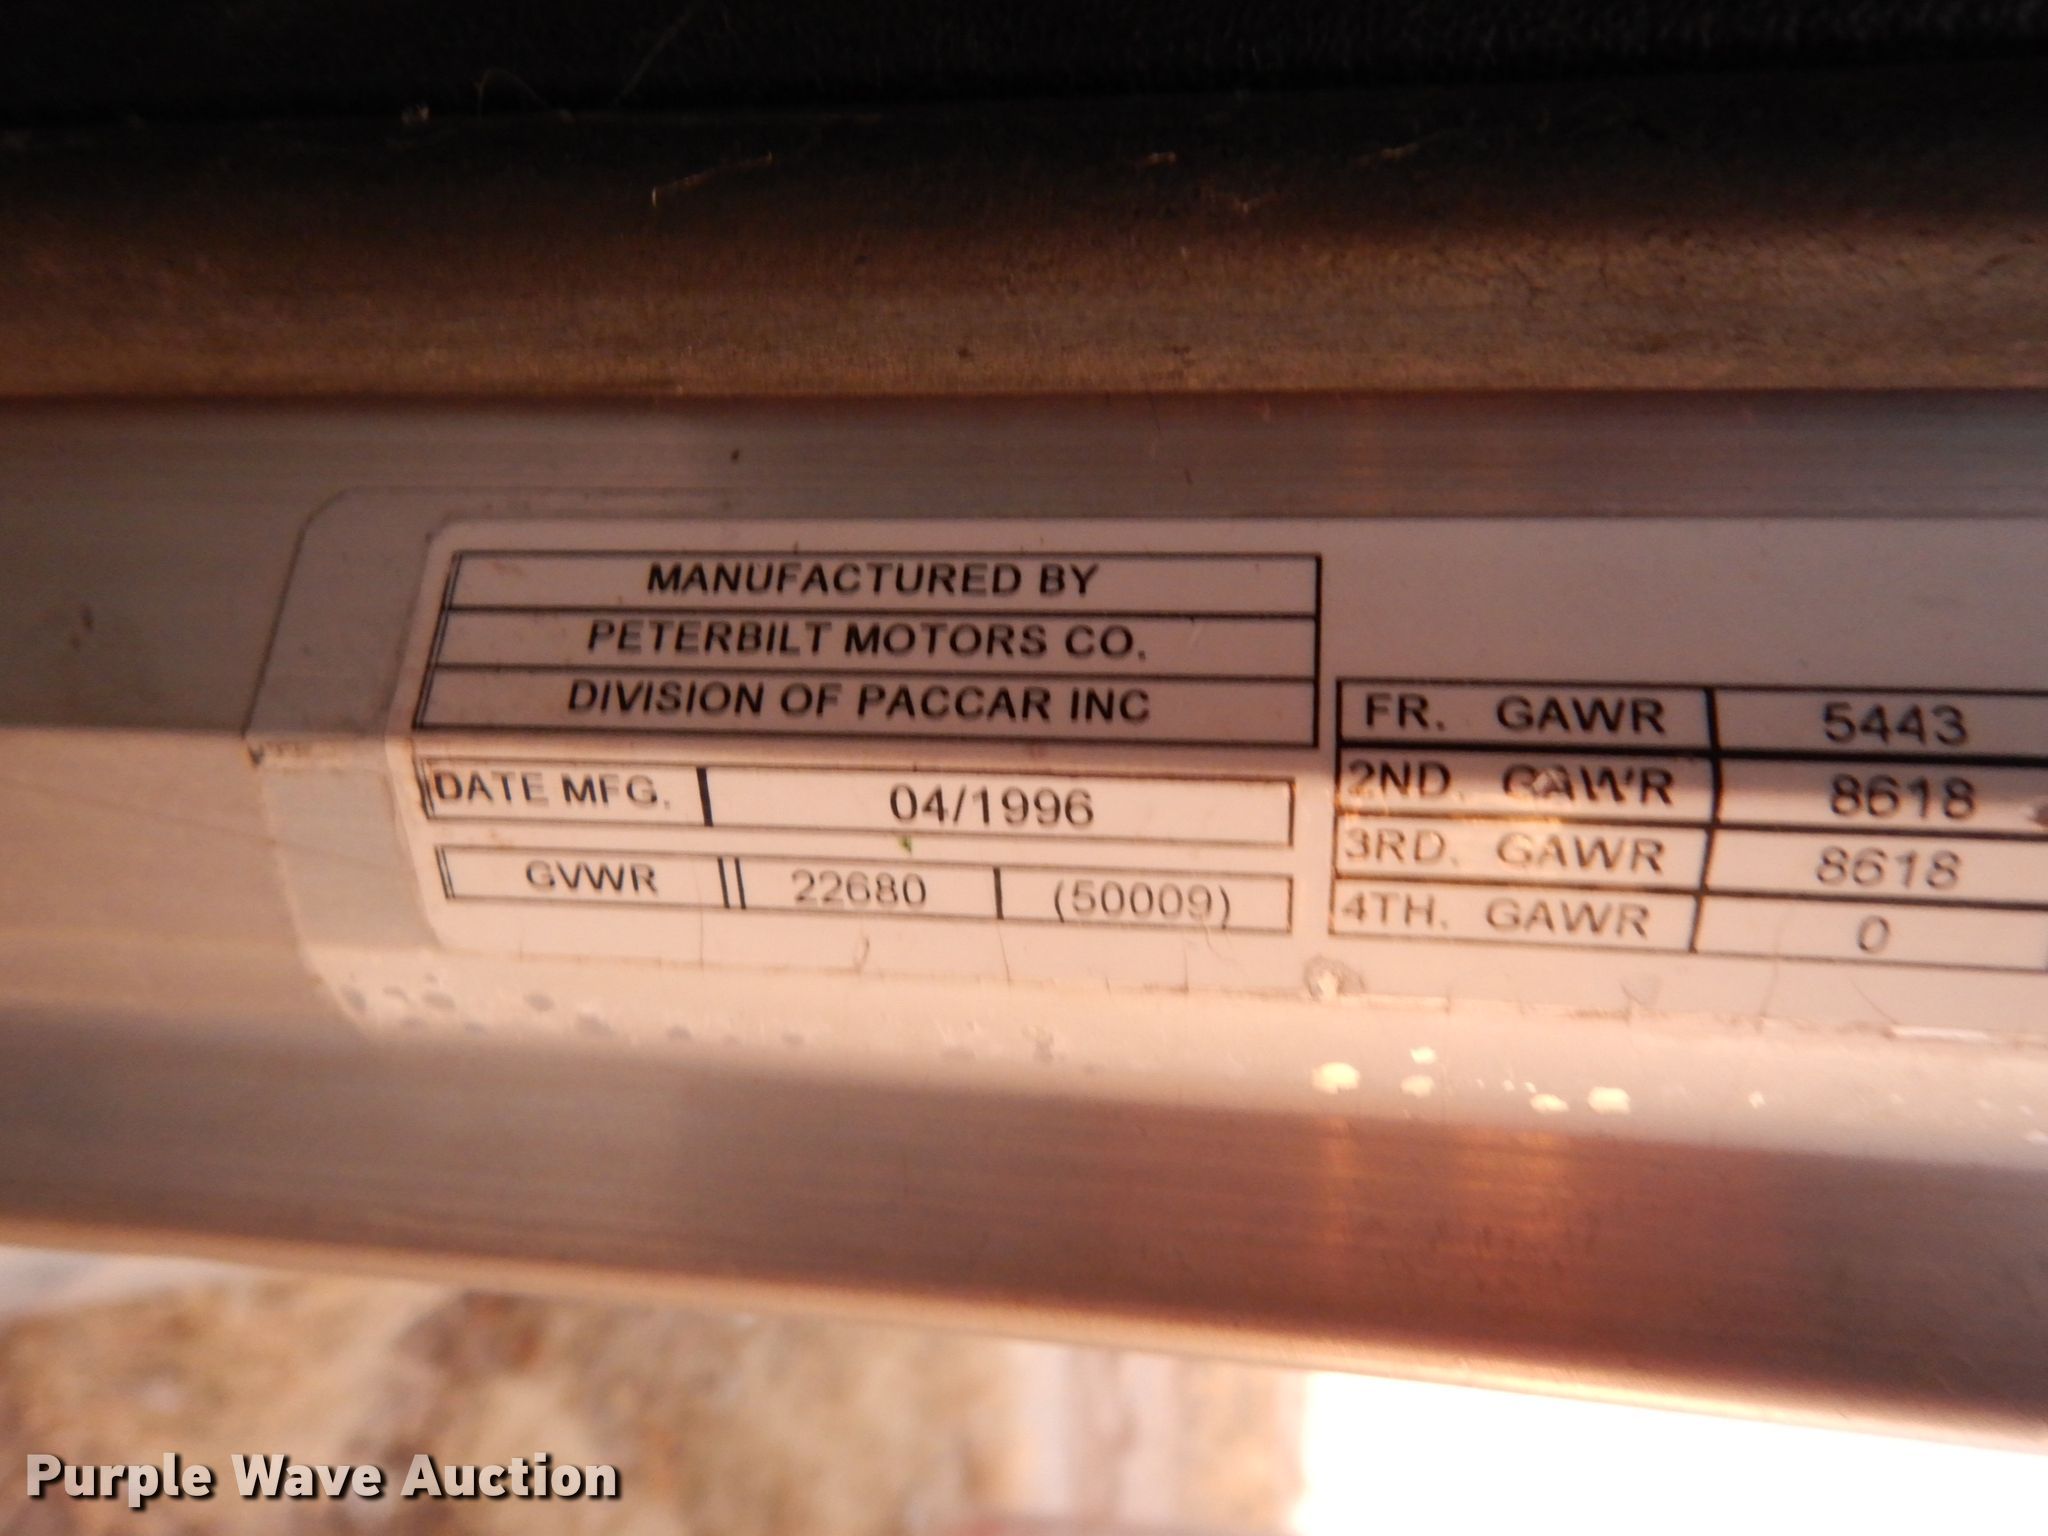 MANUFACTURED BY
PETERBILT MOTORS CO.
DIVISION OF PACCAR INC
DATE MFG. 04/1996
GVWR 22680 (50009)
FR. GAWR 5443
2ND. GAWR 8618
3RD. GAWR 8618
4TH. GAWR 0
Purple Wave Auction